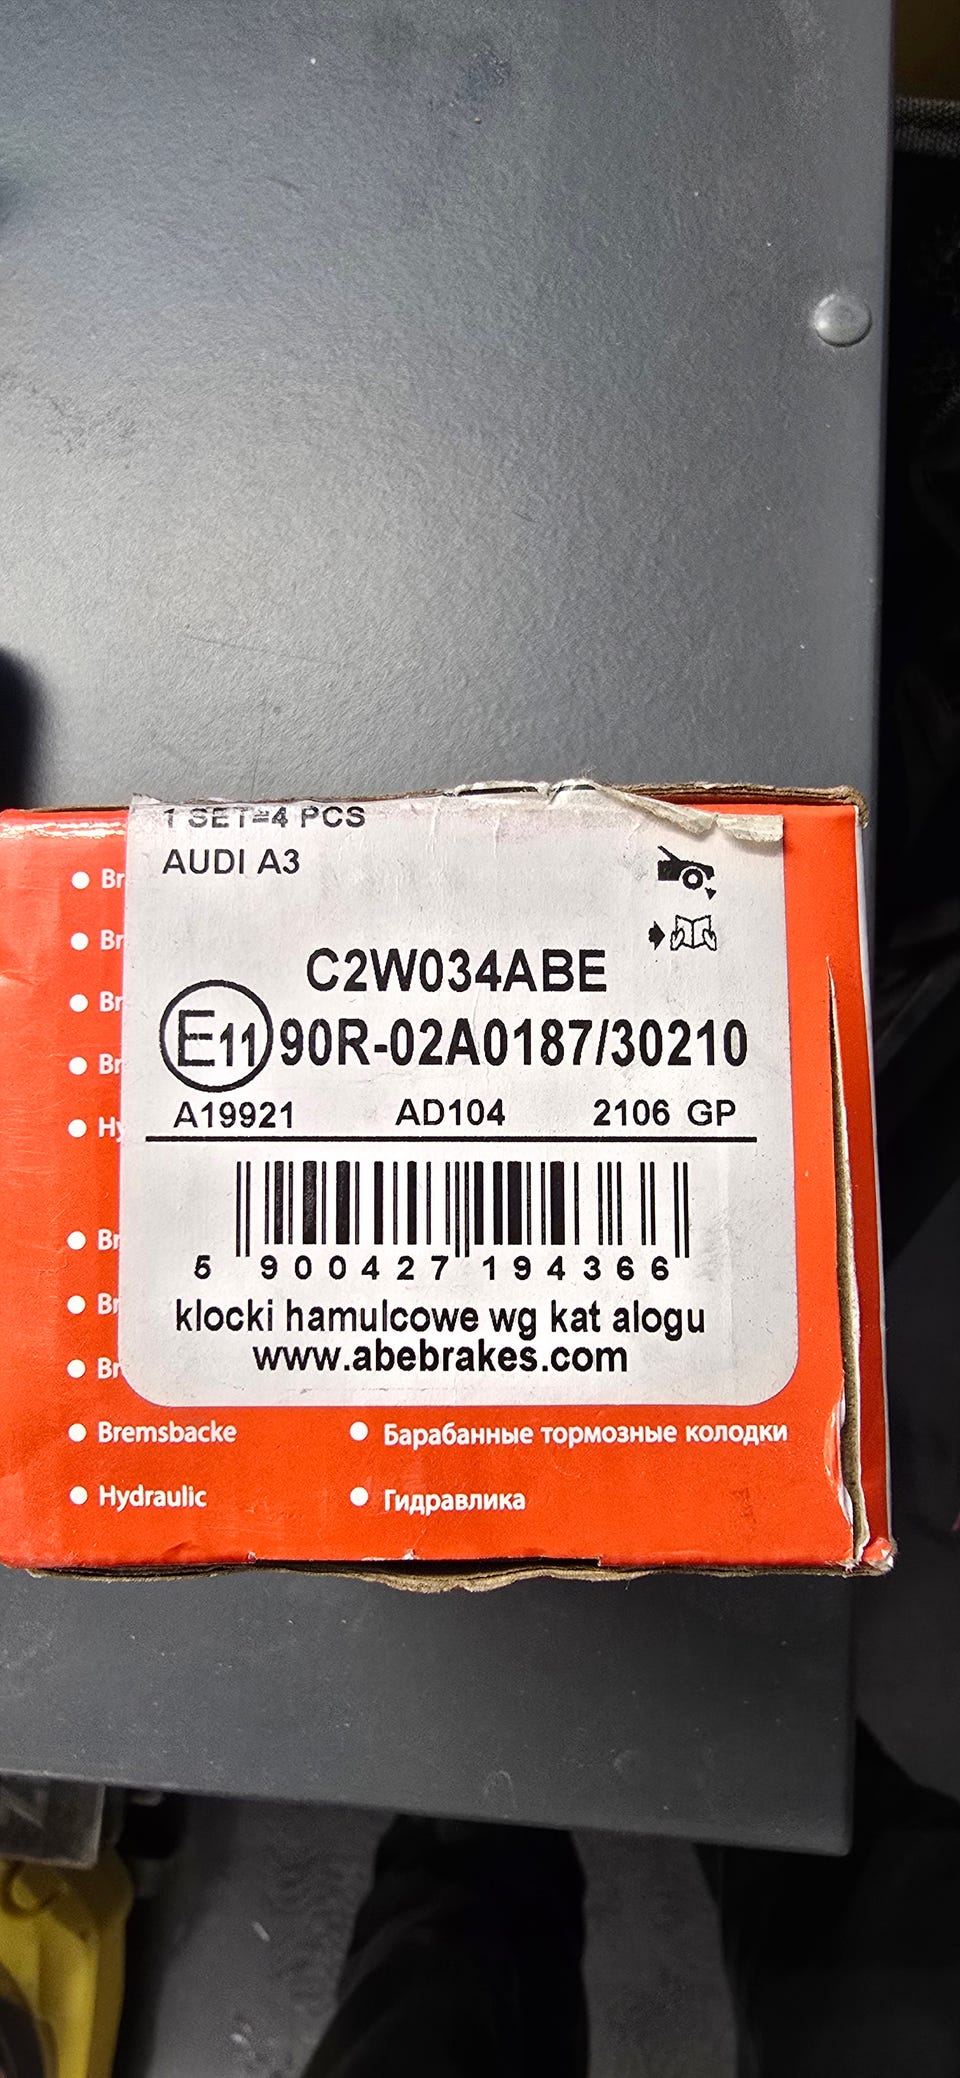 1 SET=4 PCS
AUDI A3
C2W034ABE
E11 90R-02A0187/30210
A19921 AD104 2106 GP
5 900427 194366
klocki hamulcowe wg kat alogu
www.abebrakes.com
Bremsbacke Барабанные тормозные колодки
Hydraulic Гидравлика